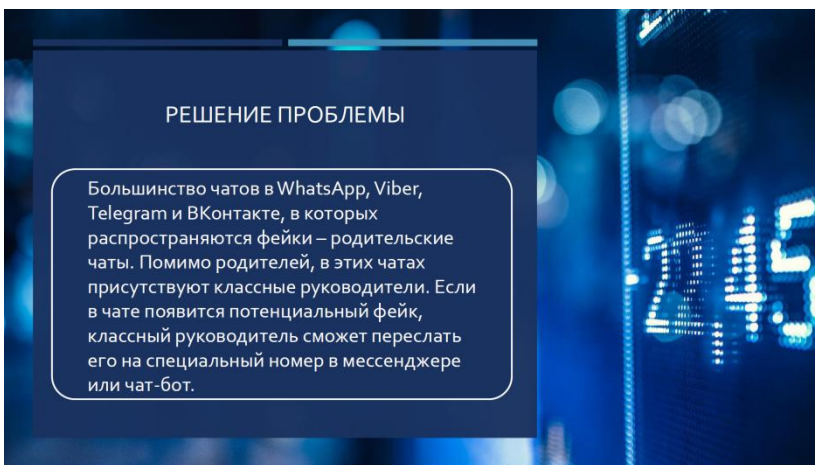 РЕШЕНИЕ ПРОБЛЕМЫ
Большинство чатов в WhatsApp, Viber,
Telegram и ВКонтакте, в которых
распространяются фейки – родительские
чаты. Помимо родителей, в этих чатах
присутствуют классные руководители. Если
в чате появится потенциальный фейк,
классный руководитель сможет переслать
его на специальный номер в мессенджере
или чат-бот.